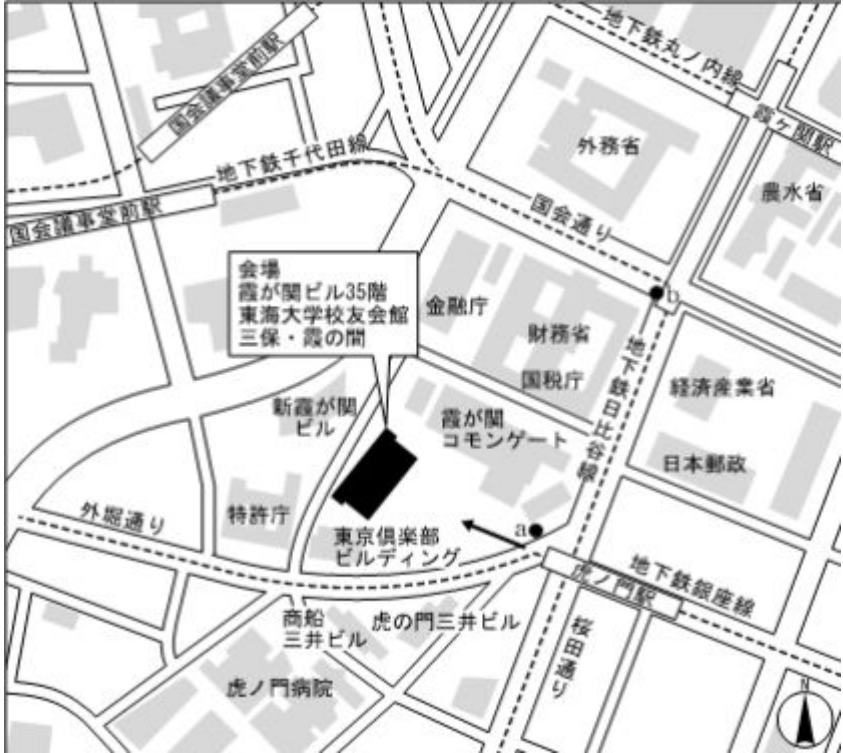 国会議事堂前駅
地下鉄丸ノ内線
霞ヶ関駅
地下鉄千代田線
外務省
農水省
国会議事堂前駅
国会通り
会場
霞が関ビル35階
東海大学校友会館
三保・霞の間
金融庁
b
財務省
国税庁
地下鉄日比谷線
経済産業省
新霞が関
ビル
霞が関
コモンゲート
日本郵政
外堀通り
特許庁
a
東京倶楽部
ビルディング
虎ノ門駅
地下鉄銀座線
商船
三井ビル
虎の門三井ビル
桜田通り
虎ノ門病院
N